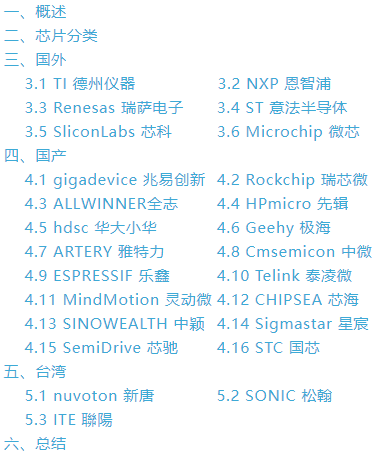 一、概述
二、芯片分类
三、国外
3.1 TI 德州仪器 3.2 NXP 恩智浦
3.3 Renesas 瑞萨电子 3.4 ST 意法半导体
3.5 SliconLabs 芯科 3.6 Microchip 微芯
四、国产
4.1 gigadevice 兆易创新 4.2 Rockchip 瑞芯微
4.3 ALLWINNER全志 4.4 HPmicro 先辑
4.5 hdsc 华大小华 4.6 Geehy 极海
4.7 ARTERY 雅特力 4.8 Cmsemicon 中微
4.9 ESPRESSIF 乐鑫 4.10 Telink 泰凌微
4.11 MindMotion 灵动微 4.12 CHIPSEA 芯海
4.13 SINOWEALTH 中颖 4.14 Sigmastar 星宸
4.15 SemiDrive 芯驰 4.16 STC 国芯
五、台湾
5.1 nuvoton 新唐 5.2 SONIC 松翰
5.3 ITE 聯陽
六、总结